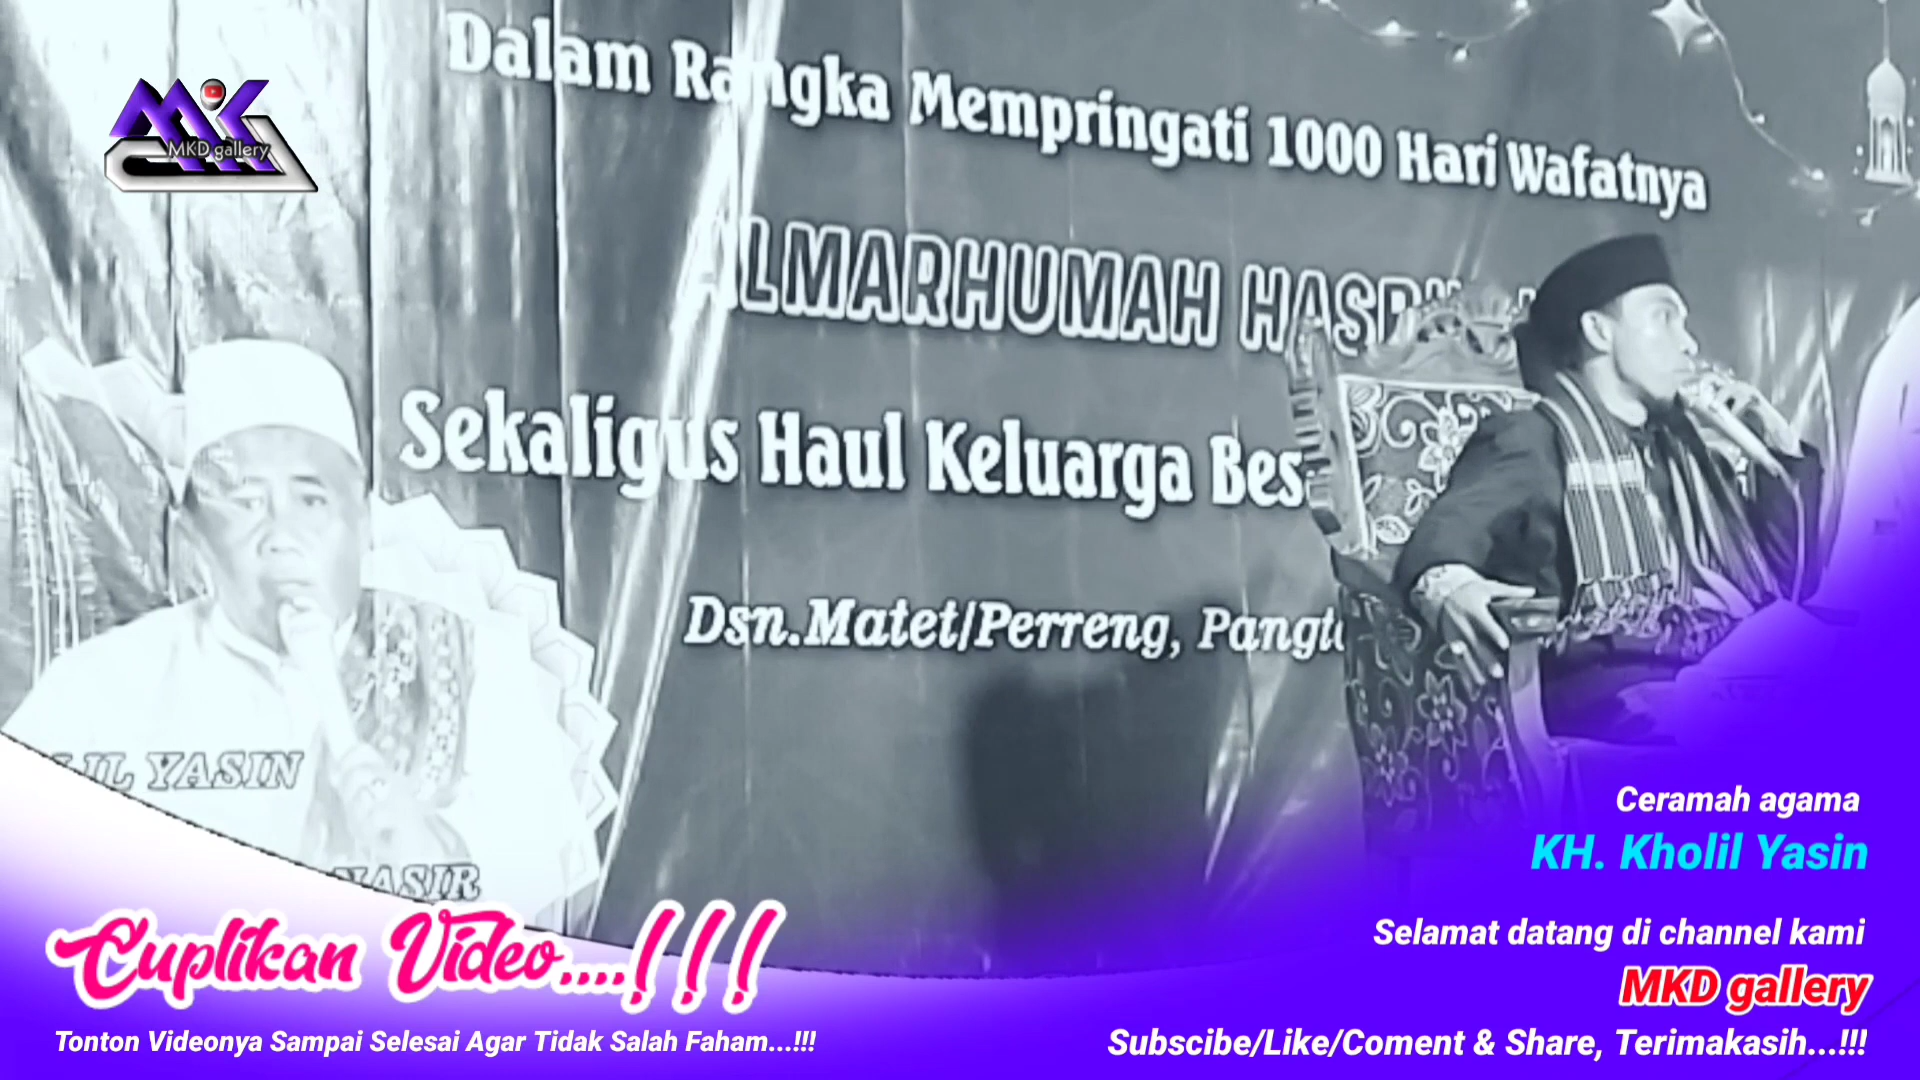 MKD gallery
Dalam Rangka Mempringati 1000 Hari Wafatnya
ALMARHUMAH
Sekaligus Haul Keluarga
Dsn.Matet/Perreng,
YASIN
NASIR
Ceramah agama
KH. Kholil Yasin
Cuplikan Video....!!!
Selamat datang di channel kami
MKD gallery
Tonton Videonya Sampai Selesai Agar Tidak Salah Faham...!!!
Subscibe/Like/Coment & Share, Terimakasih...!!!